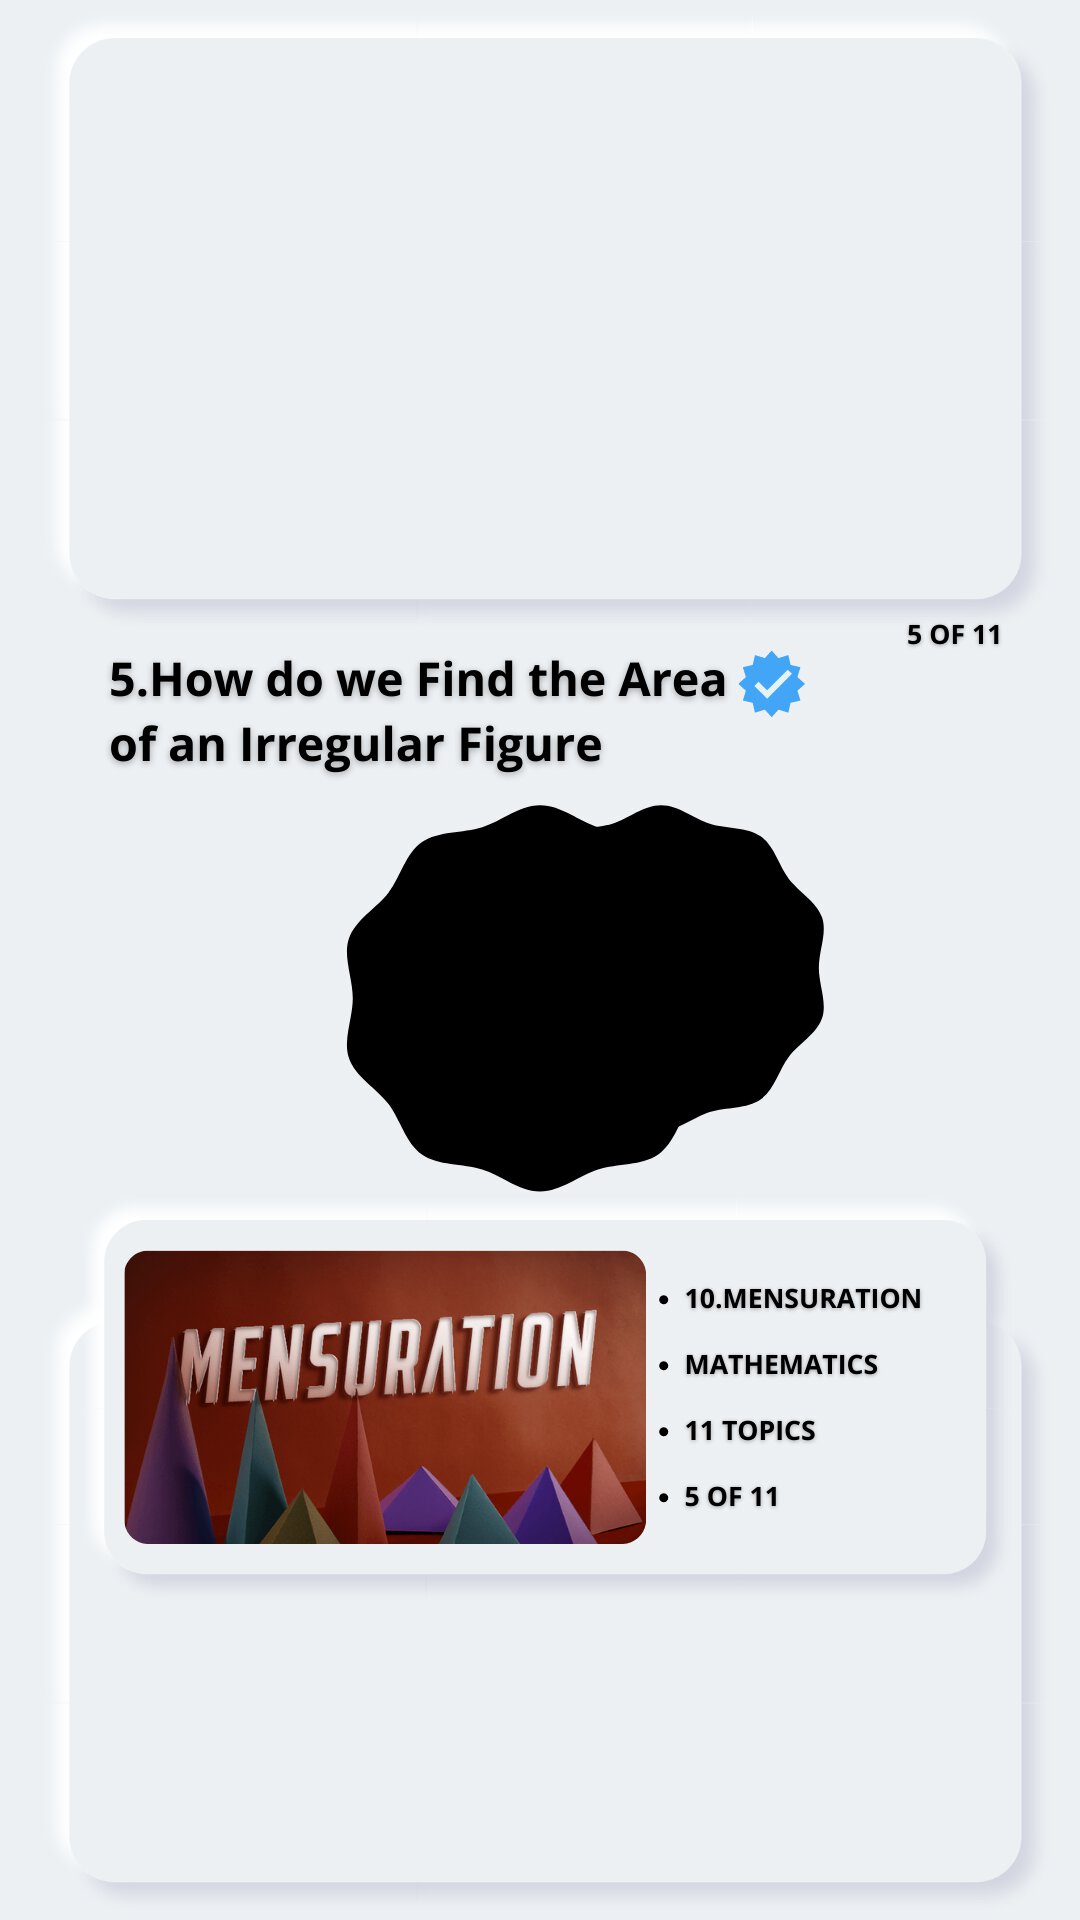 5 OF 11
5.How do we Find the Area
of an Irregular Figure
MENSURATION
10.MENSURATION
MATHEMATICS
11 TOPICS
5 OF 11